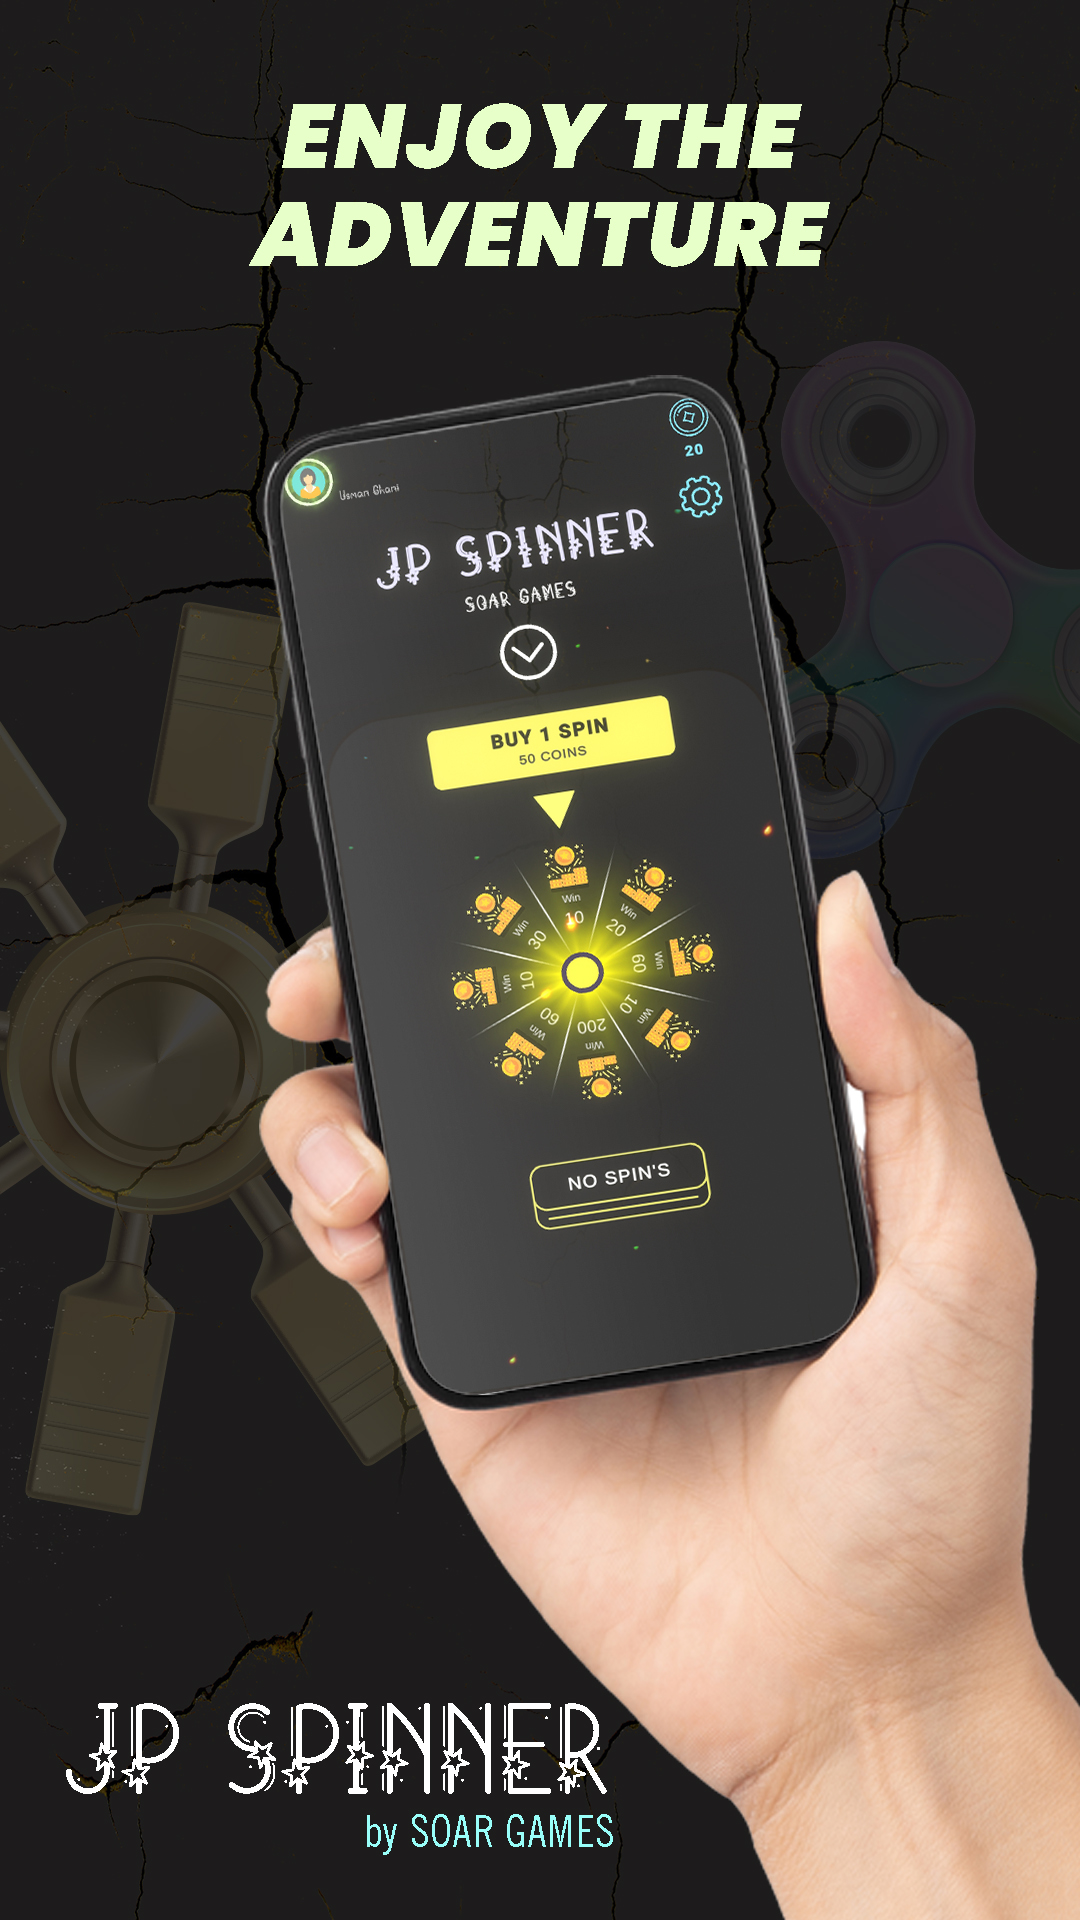 ENJOY THE
ADVENTURE
20
Usman Ghani
JP SPINNER
SOAR GAMES
BUY 1 SPIN
50 COINS
Win
10
Win
20
Win
60
Win
10
Win
200
Win
60
Win
10
Win
30
NO SPIN'S
JP SPINNER
by SOAR GAMES